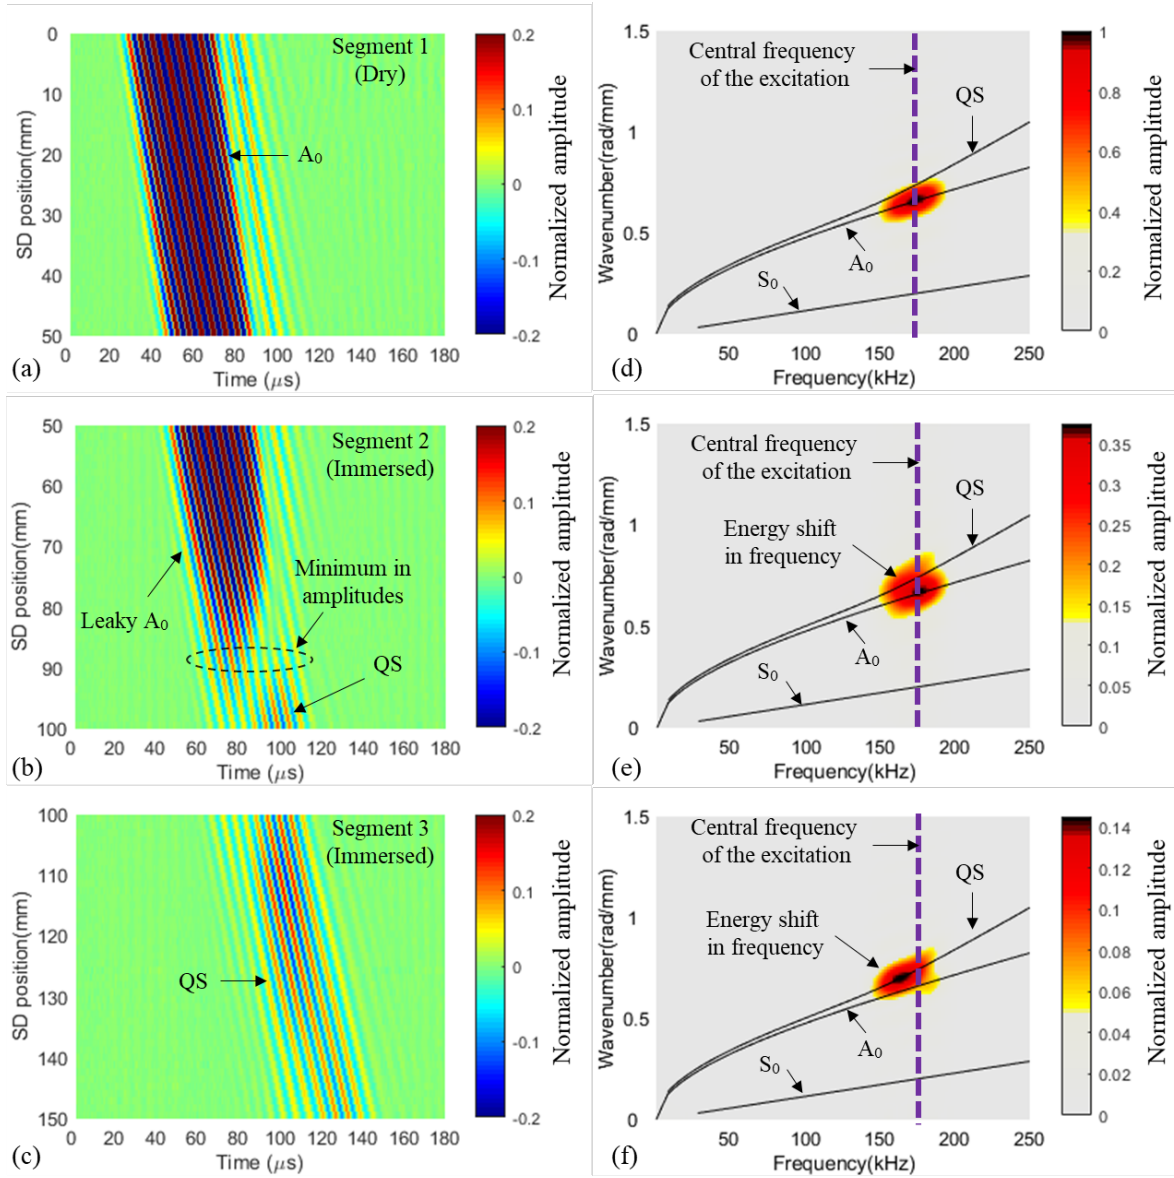 Segment 1
(Dry)
A0
SD position(mm)
0
10
20
30
40
50
0 20 40 60 80 100 120 140 160 180
Time (μs)
0.2
0.1
0
-0.1
-0.2
Normalized amplitude
(a)
Central frequency
of the excitation
QS
A0
S0
Wavenumber(rad/mm)
1.5
1
0.5
0
50 100 150 200 250
Frequency(kHz)
1
0.8
0.6
0.4
0.2
0
Normalized amplitude
(d)
Segment 2
(Immersed)
Minimum in
amplitudes
Leaky A0
QS
SD position(mm)
50
60
70
80
90
100
0 20 40 60 80 100 120 140 160 180
Time (μs)
0.2
0.1
0
-0.1
-0.2
Normalized amplitude
(b)
Central frequency
of the excitation
QS
Energy shift
in frequency
A0
S0
Wavenumber(rad/mm)
1.5
1
0.5
0
50 100 150 200 250
Frequency(kHz)
0.35
0.3
0.25
0.2
0.15
0.1
0.05
0
Normalized amplitude
(e)
Segment 3
(Immersed)
QS
SD position(mm)
100
110
120
130
140
150
0 20 40 60 80 100 120 140 160 180
Time (μs)
0.2
0.1
0
-0.1
-0.2
Normalized amplitude
(c)
Central frequency
of the excitation
QS
Energy shift
in frequency
A0
S0
Wavenumber(rad/mm)
1.5
1
0.5
0
50 100 150 200 250
Frequency(kHz)
0.14
0.12
0.1
0.08
0.06
0.04
0.02
0
Normalized amplitude
(f)